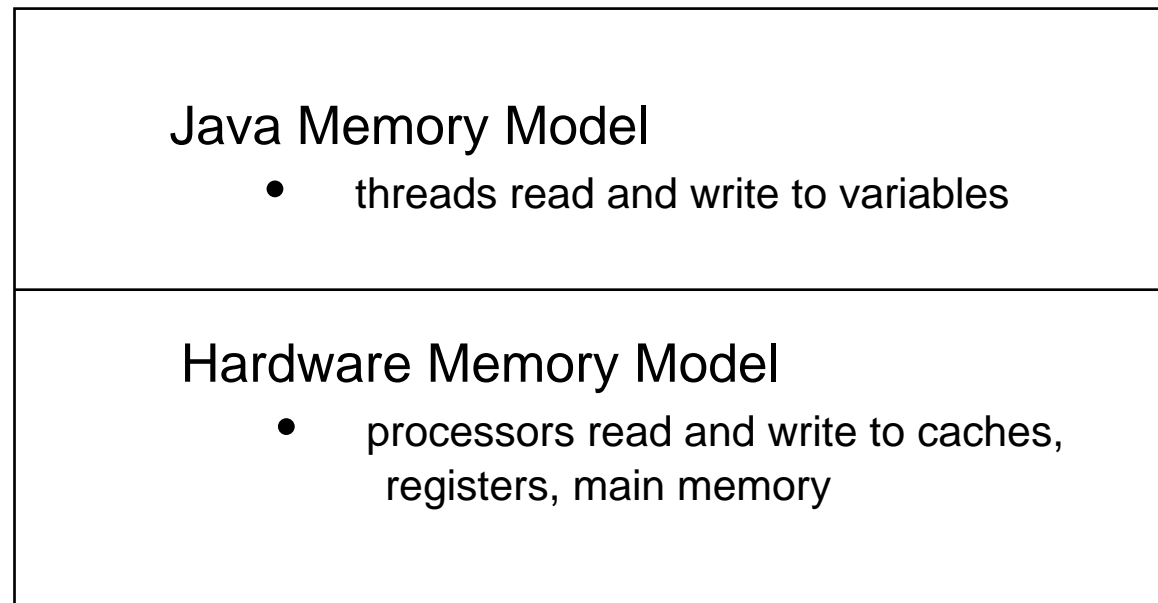 Java Memory Model
• threads read and write to variables
Hardware Memory Model
• processors read and write to caches,
registers, main memory